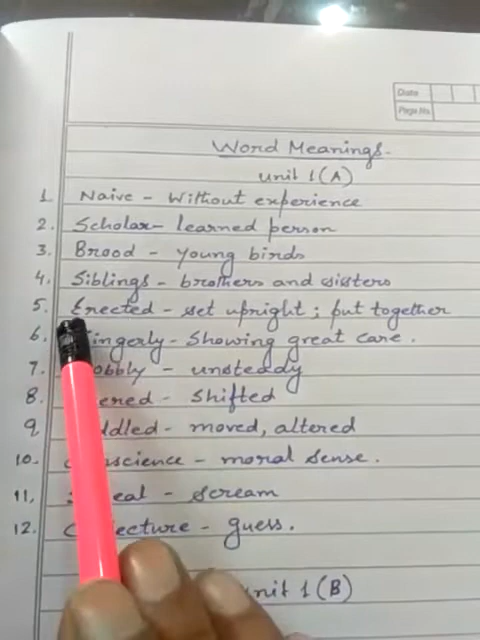 Date
Page No.
Word Meanings.
Unit 1(A)
1. Naive - Without experience
2. Scholar - learned person
3. Brood - young birds
4. Siblings - brothers and sisters
5. Erected - set upright; put together
6. - Showing great care.
7. - unsteady
8. - Shifted
9. - moved, altered
10. - moral sense.
11. - scream
12. - guess.
1(B)